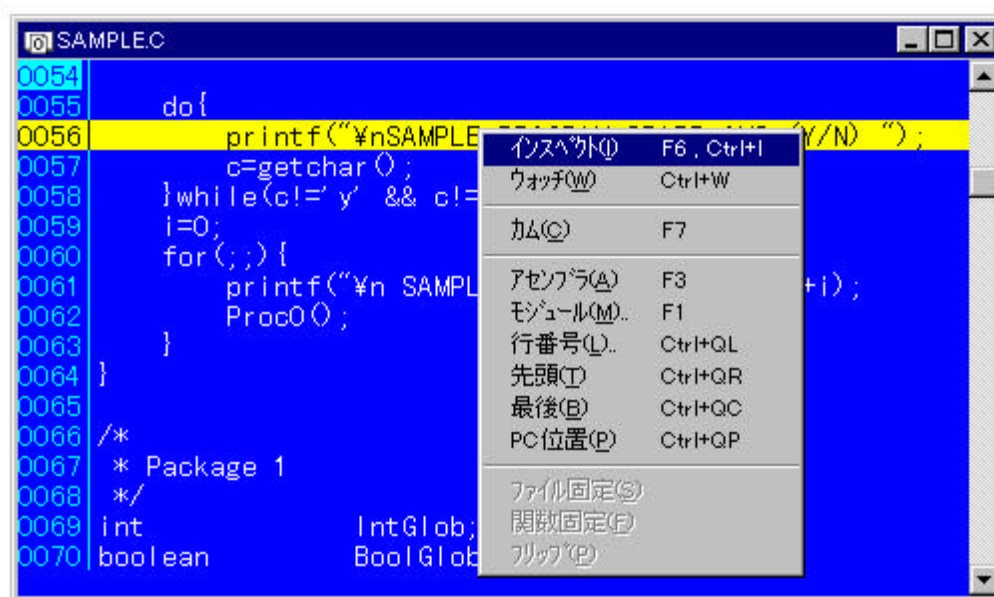 SAMPLE.C
0054
0055 do{
0056 printf("¥nSAMPLE (Y/N) ");
0057 c=getchar();
0058 }while(c!='y' && c!=
0059 i=0;
0060 for(;;){
0061 printf("¥n SAMPL +i);
0062 Proc0();
0063 }
0064 }
0065
0066 /*
0067 * Package 1
0068 */
0069 int IntGlob;
0070 boolean BoolGlob
インスペクト(I) F6 , Ctrl+I
ウォッチ(W) Ctrl+W
カム(C) F7
アセンブラ(A) F3
モジュール(M).. F1
行番号(L).. Ctrl+QL
先頭(T) Ctrl+QR
最後(B) Ctrl+QC
PC位置(P) Ctrl+QP
ファイル固定(S)
関数固定(F)
フリップ(P)